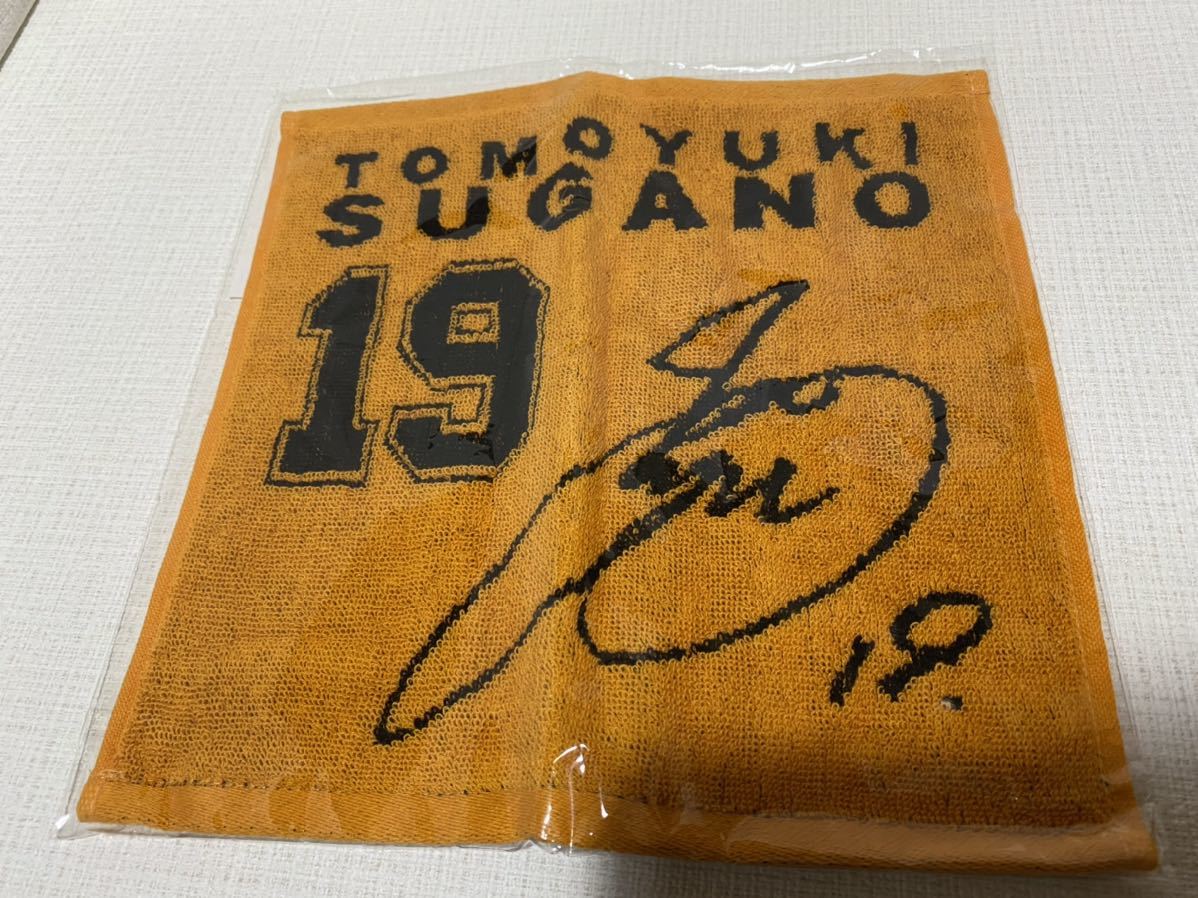 TOMOYUKI
SUGANO
19
19.